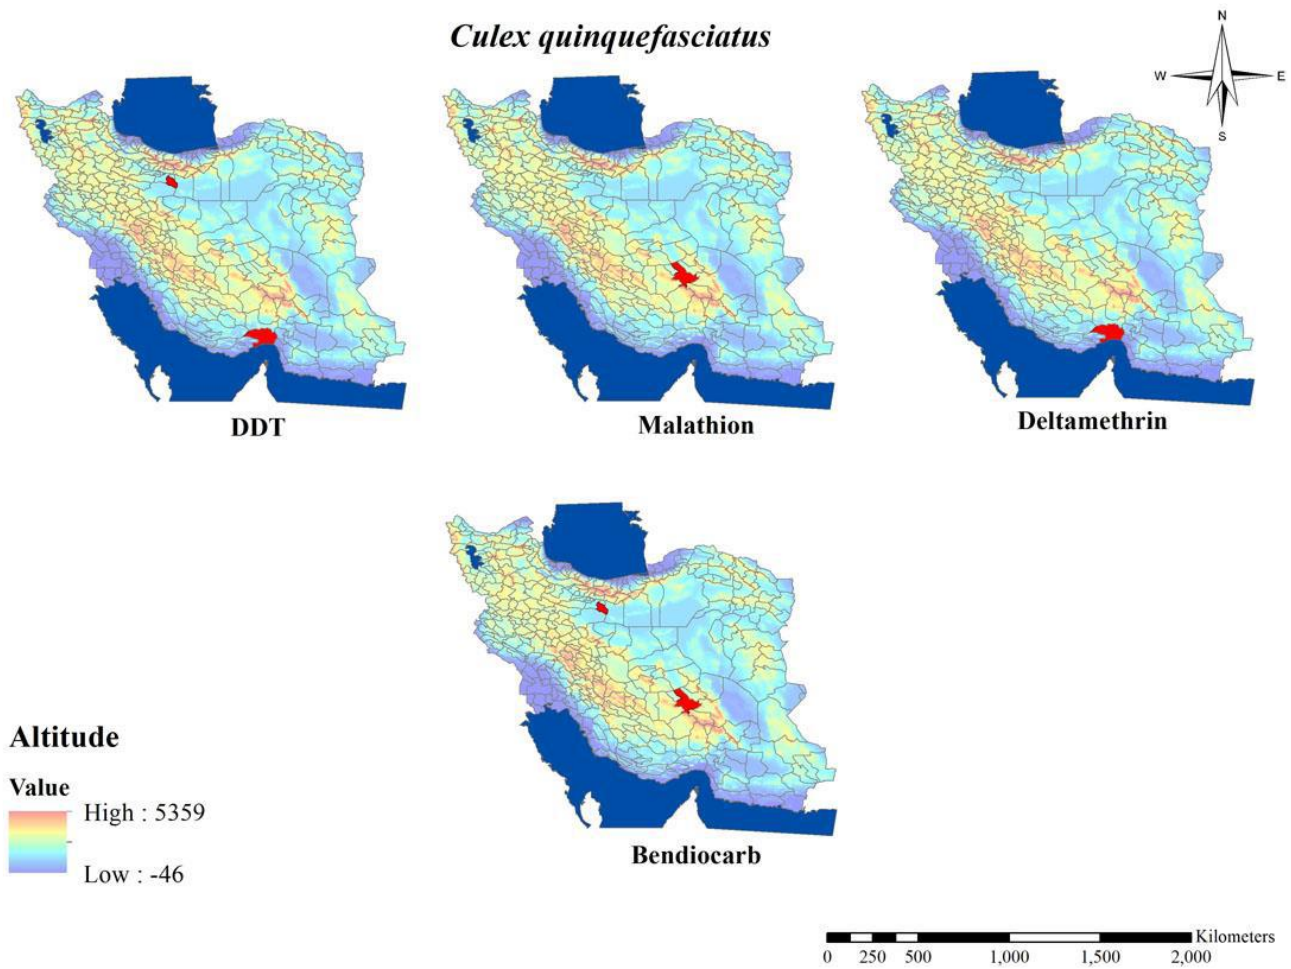 Culex quinquefasciatus
N
W E
S
DDT
Malathion
Deltamethrin
Bendiocarb
Altitude
Value
High : 5359
Low : -46
Kilometers
0 250 500 1,000 1,500 2,000